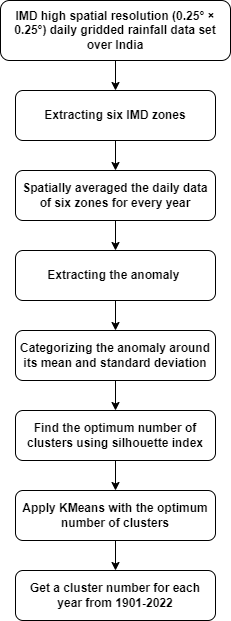 IMD high spatial resolution (0.25° ×
0.25°) daily gridded rainfall data set
over India
Extracting six IMD zones
Spatially averaged the daily data
of six zones for every year
Extracting the anomaly
Categorizing the anomaly around
its mean and standard deviation
Find the optimum number of
clusters using silhouette index
Apply KMeans with the optimum
number of clusters
Get a cluster number for each
year from 1901-2022